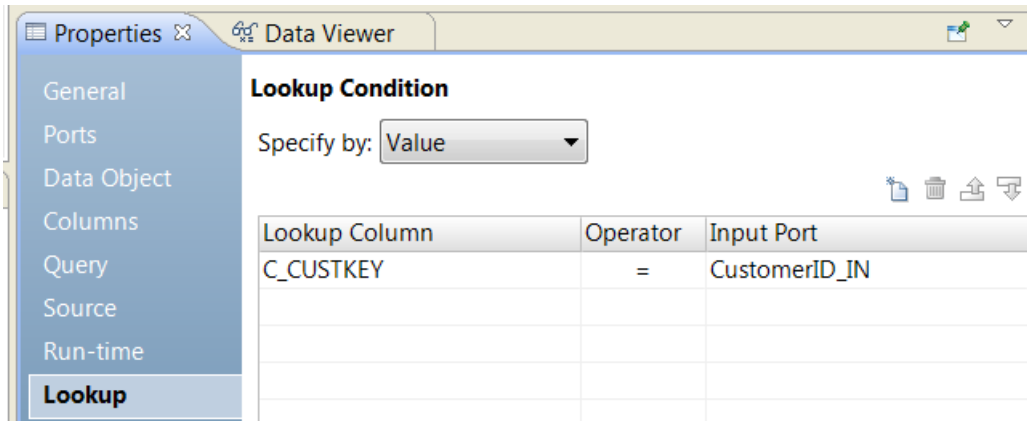 Properties Data Viewer
General
Ports
Data Object
Columns
Query
Source
Run-time
Lookup
Lookup Condition
Specify by: Value
Lookup Column Operator Input Port
C_CUSTKEY = CustomerID_IN